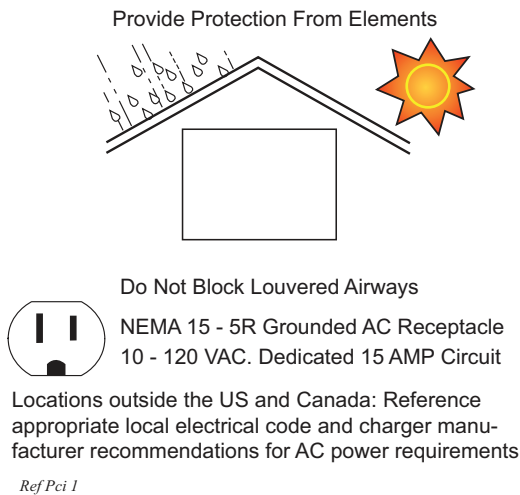 Provide Protection From Elements
Do Not Block Louvered Airways
NEMA 15 - 5R Grounded AC Receptacle
10 - 120 VAC. Dedicated 15 AMP Circuit
Locations outside the US and Canada: Reference
appropriate local electrical code and charger manu-
facturer recommendations for AC power requirements
Ref Pci 1